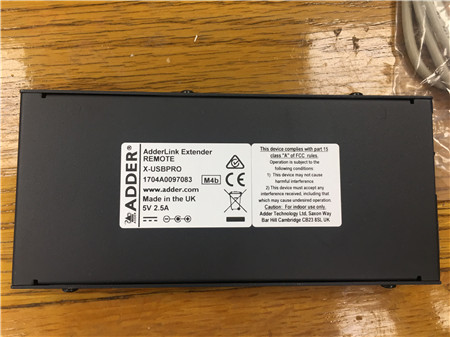 ADDER®
AdderLink Extender
REMOTE
X-USBPRO
1704A0097083
M4b
www.adder.com
Made in the UK
5V 2.5A
This device complies with part 15
class "A" of FCC rules.
Operation is subject to the
following conditions:
1) This device may not cause
harmful interference
2) This device must accept any
interference received, including that
which may cause undesired operation.
Caution: For indoor use only.
Adder Technology Ltd, Saxon Way
Bar Hill Cambridge CB23 8SL UK